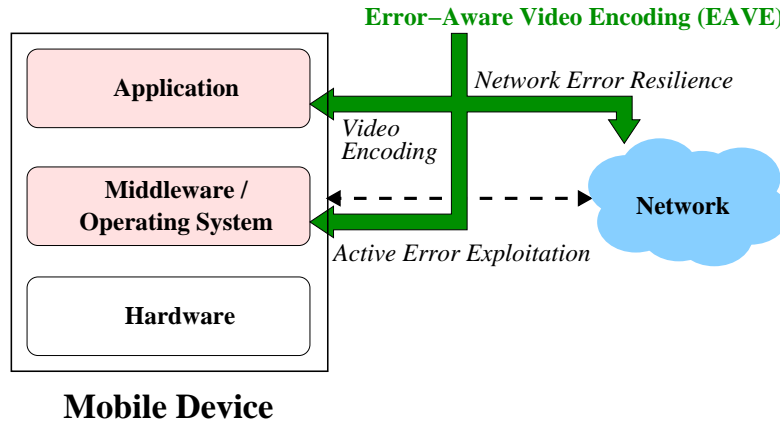 Error−Aware Video Encoding (EAVE)
Application
Network Error Resilience
Video
Encoding
Middleware /
Operating System
Network
Active Error Exploitation
Hardware
Mobile Device